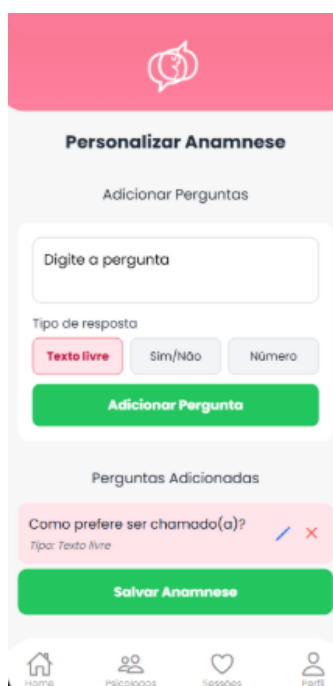 Personalizar Anamnese
Adicionar Perguntas
Digite a pergunta
Tipo de resposta
Texto livre Sim/Não Número
Adicionar Pergunta
Perguntas Adicionadas
Como prefere ser chamado(a)?
Tipo: Texto livre
Salvar Anamnese
Home Psicologos Sessões Perfil